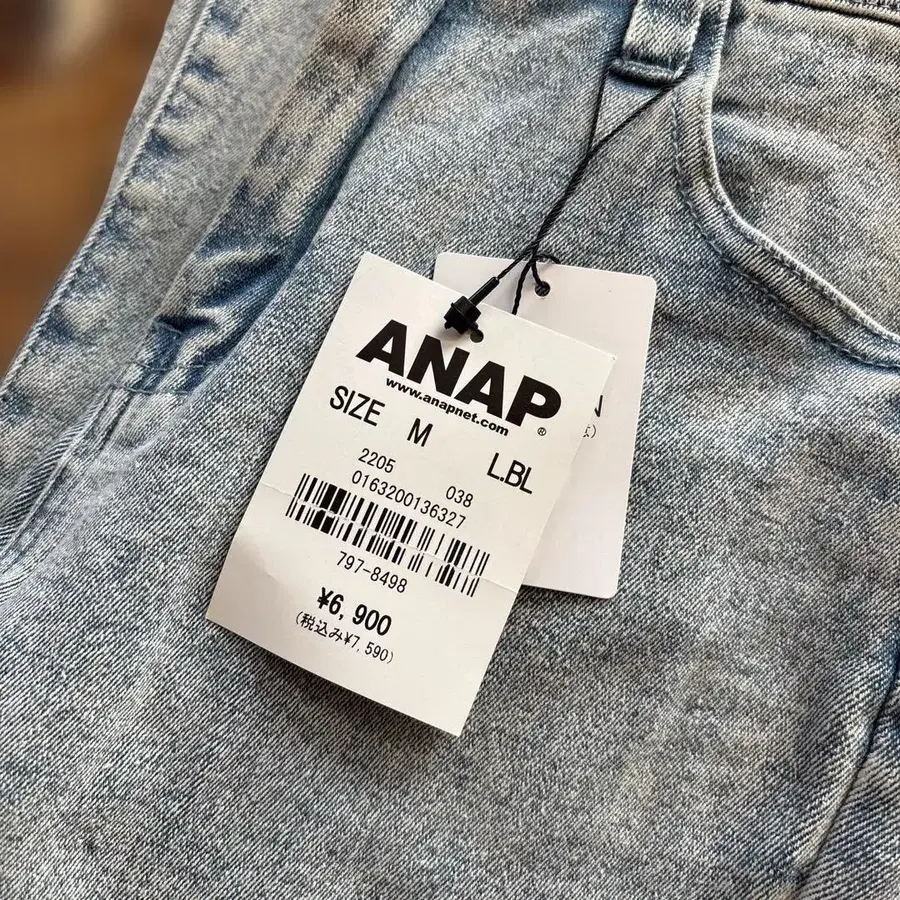 ANAP®
www.anapnet.com
SIZE M L.BL
2205 038
0163200136327
797-8498
¥6,900
(税込み¥7,590)
N